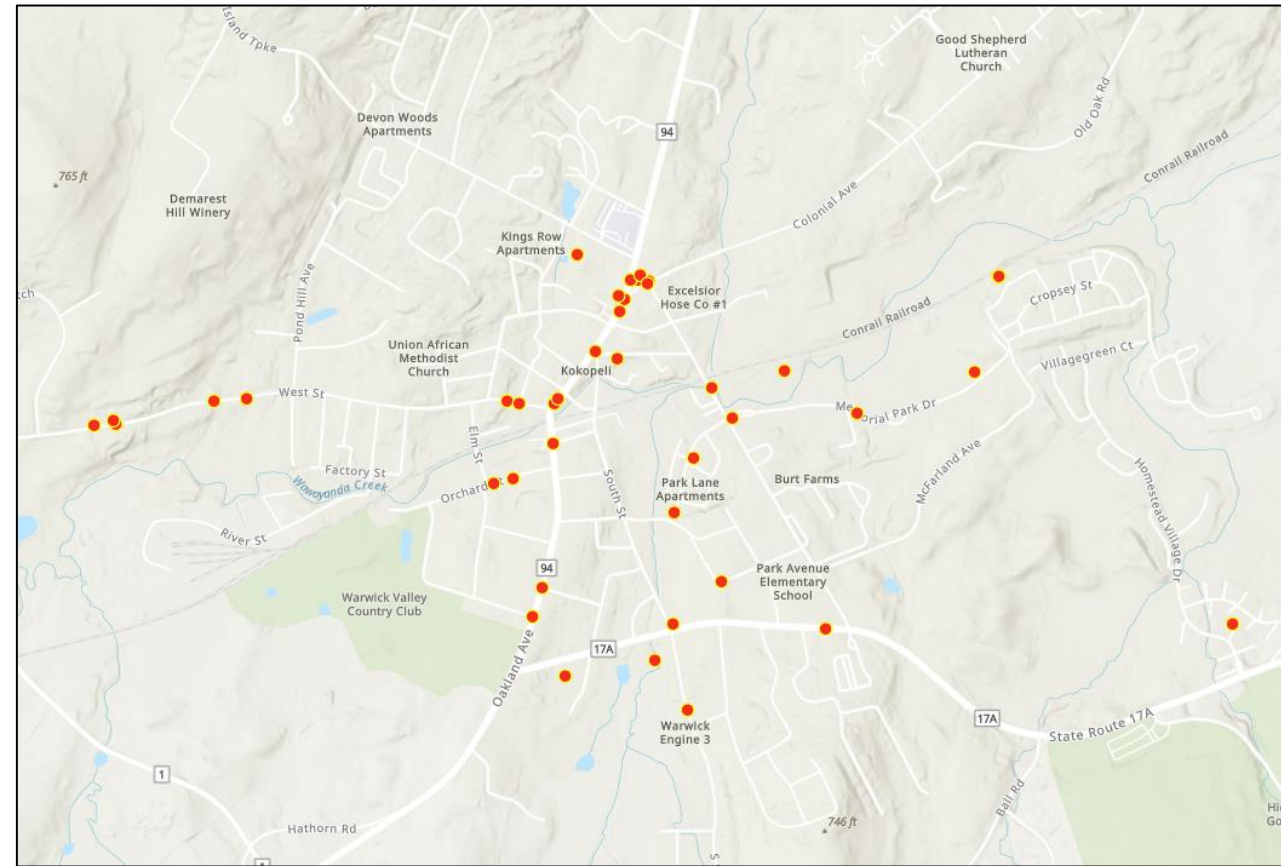 Island Tpke
Good Shepherd
Lutheran
Church
Old Oak Rd
Devon Woods
Apartments
94
Conrail Railroad
765 ft
Demarest
Hill Winery
Colonial Ave
Kings Row
Apartments
Pond Hill Ave
Excelsior
Hose Co #1
Cropsey St
Conrail Railroad
Union African
Methodist
Church
Kokopeli
Villagegreen Ct
West St
Elm St
Factory St
Wawayanda Creek
South St
Park Lane
Apartments
Burt Farms
McFarland Ave
Homestead Village Dr
River St
94
Park Avenue
Elementary
School
Warwick Valley
Country Club
17A
Oakland Ave
17A
State Route 17A
Warwick
Engine 3
1
Ball Rd
Hathorn Rd
746 ft